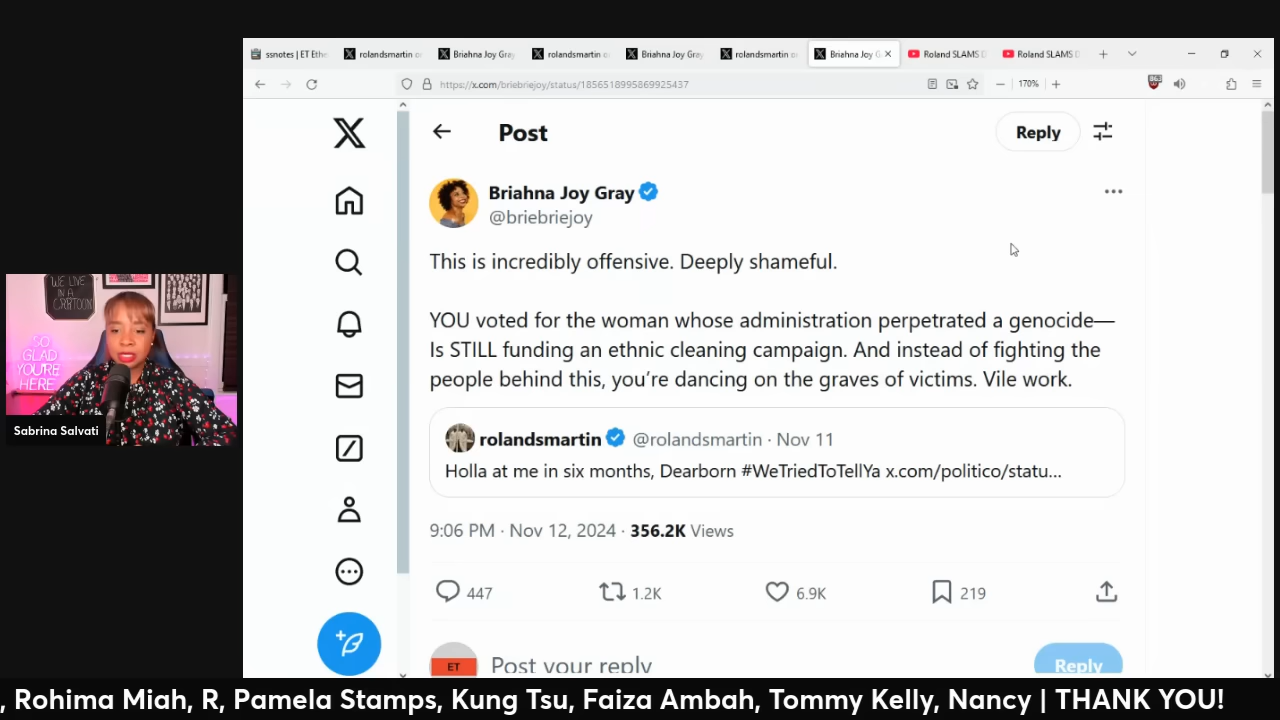 ssnotes | ET Ethe
rolandsmartin o
Briahna Joy Gray
rolandsmartin o
Briahna Joy Gray
rolandsmartin o
Briahna Joy G
Roland SLAMS D
Roland SLAMS D
https://x.com/briebriejoy/status/1856518995869925437
170%
Post
Reply
Briahna Joy Gray
@briebriejoy
This is incredibly offensive. Deeply shameful.
YOU voted for the woman whose administration perpetrated a genocide—
Is STILL funding an ethnic cleaning campaign. And instead of fighting the
people behind this, you’re dancing on the graves of victims. Vile work.
rolandsmartin @rolandsmartin · Nov 11
Holla at me in six months, Dearborn #WeTriedToTellYa x.com/politico/statu...
9:06 PM · Nov 12, 2024 · 356.2K Views
447
1.2K
6.9K
219
ET
Post your reply
Reply
WE LIVE
IN A
CARTOON
SO
GLAD
YOU'RE
HERE
Sabrina Salvati
, Rohima Miah, R, Pamela Stamps, Kung Tsu, Faiza Ambah, Tommy Kelly, Nancy | THANK YOU!